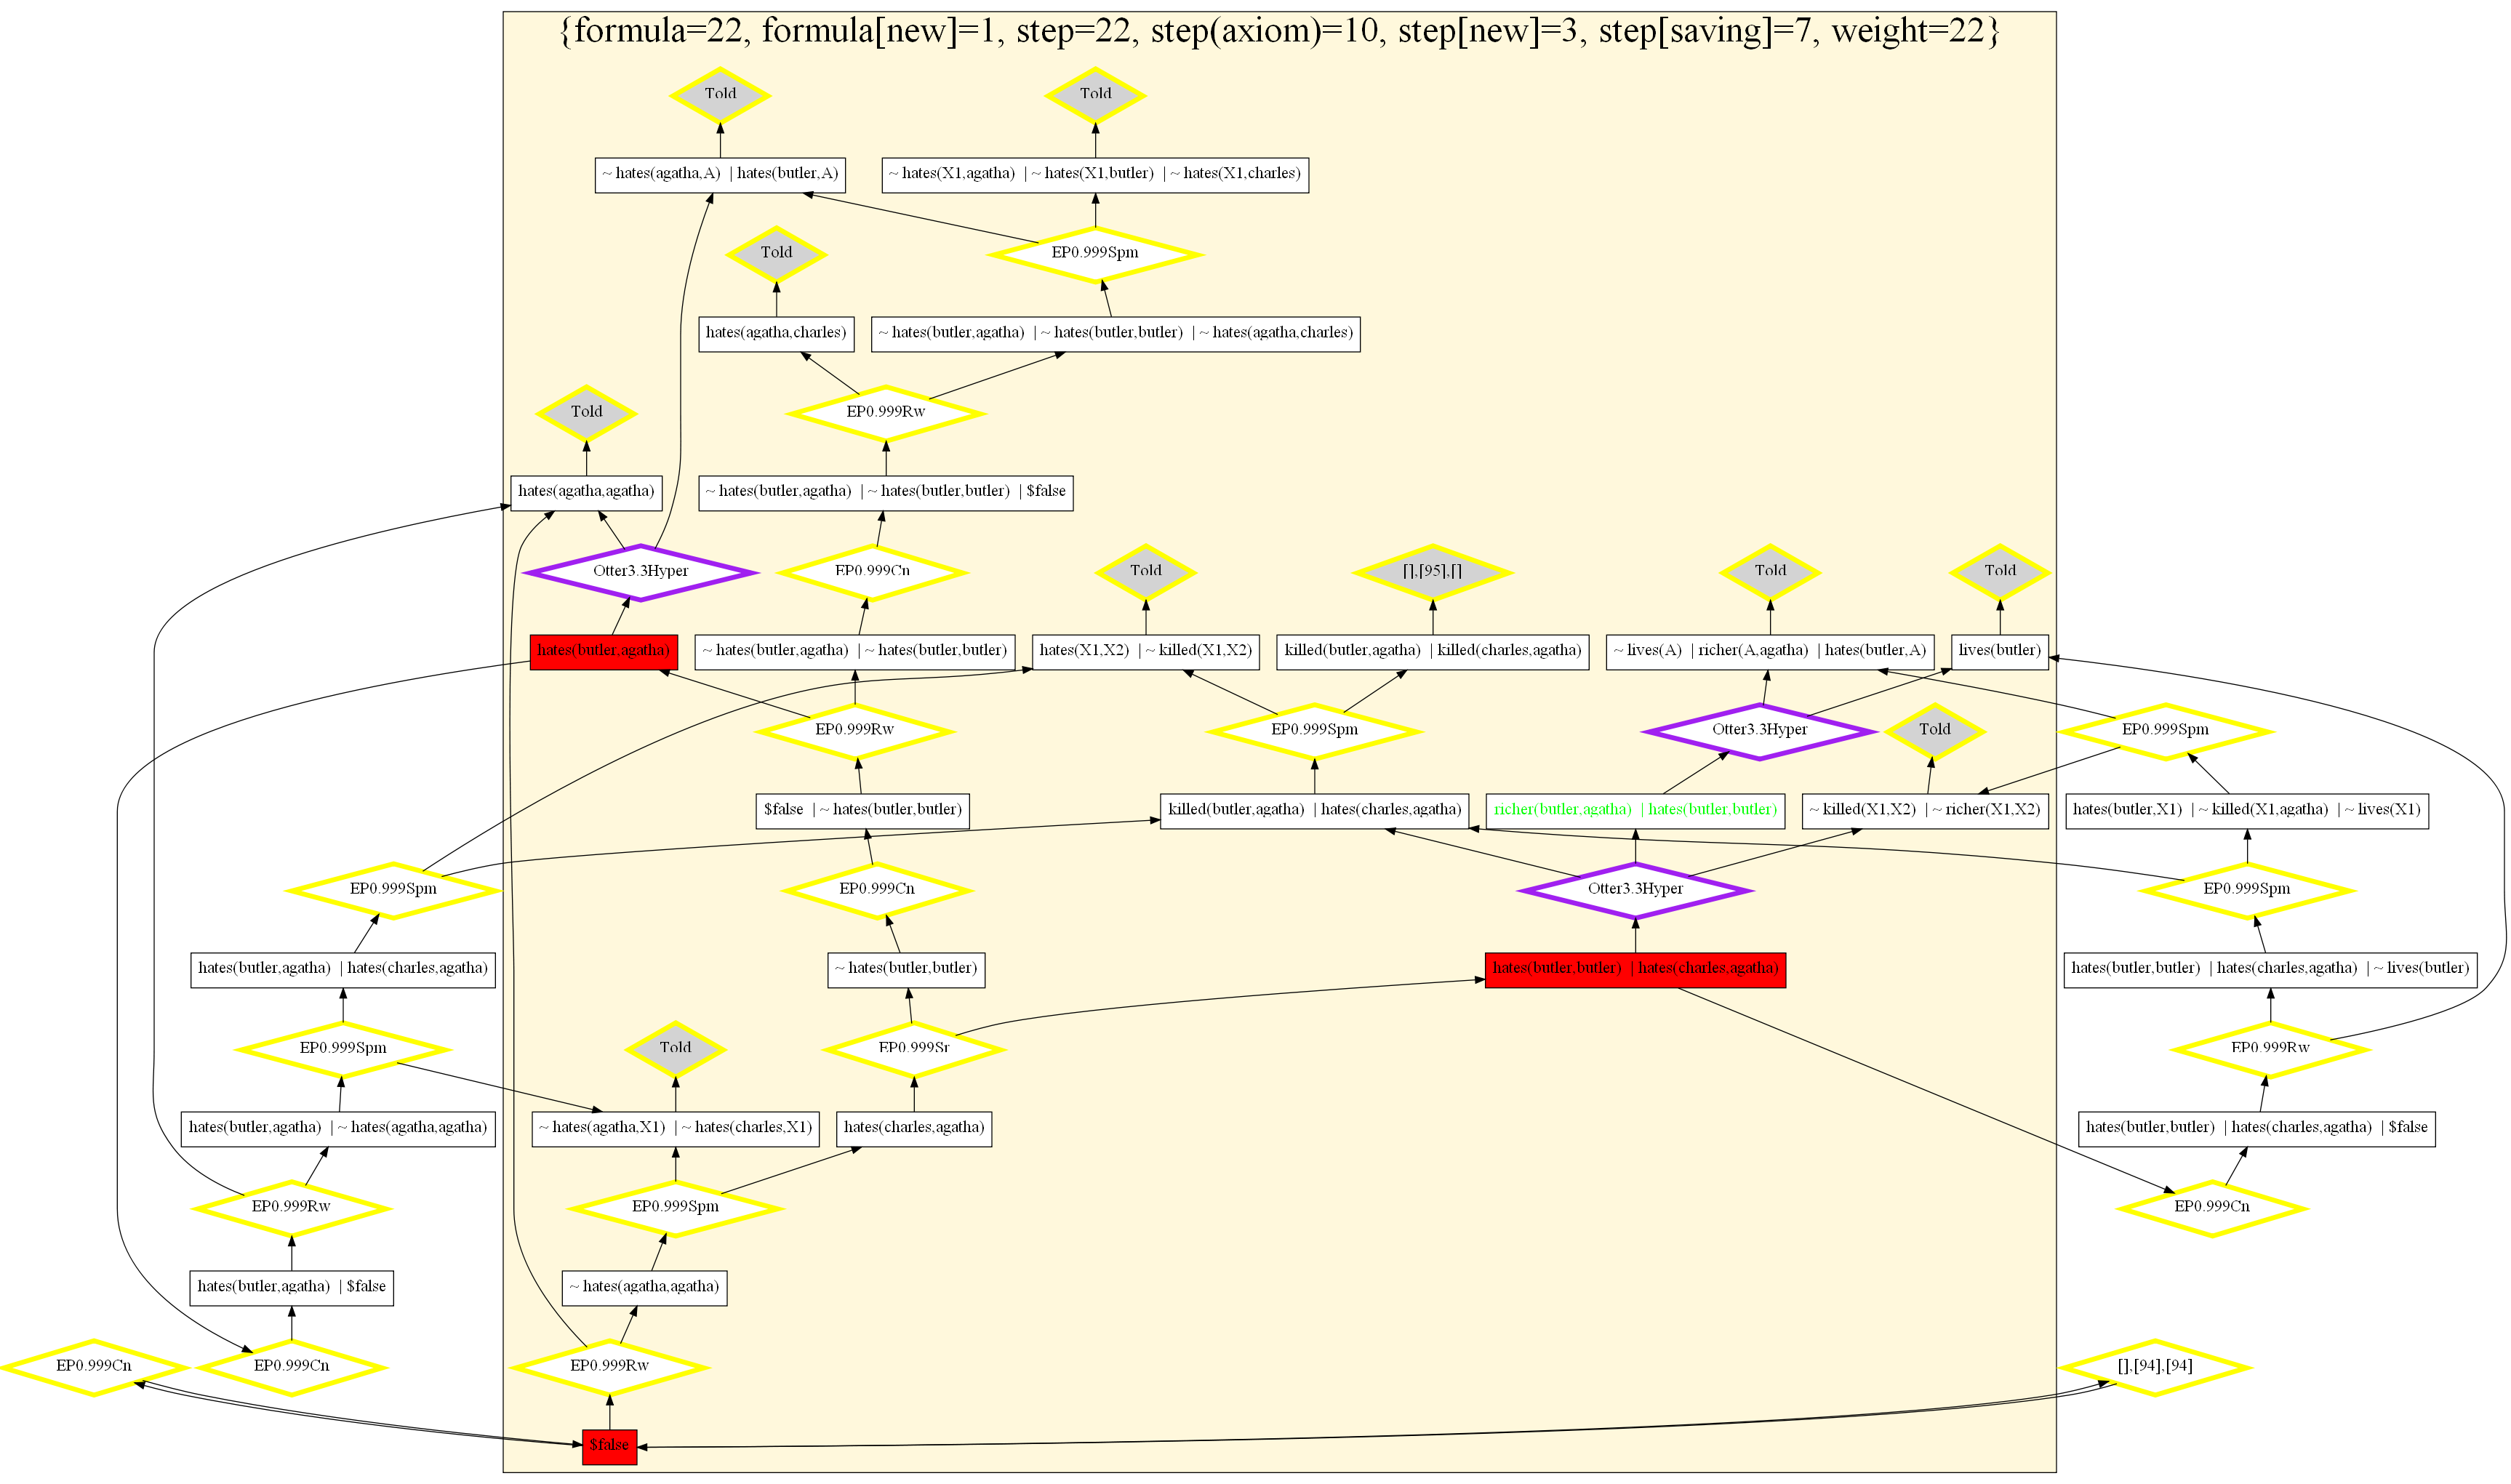 {formula=22, formula[new]=1, step=22, step(axiom)=10, step[new]=3, step[saving]=7, weight=22}
Told
Told
~ hates(agatha,A) | hates(butler,A)
~ hates(X1,agatha) | ~ hates(X1,butler) | ~ hates(X1,charles)
Told
EP0.999Spm
hates(agatha,charles)
~ hates(butler,agatha) | ~ hates(butler,butler) | ~ hates(agatha,charles)
Told
EP0.999Rw
hates(agatha,agatha)
~ hates(butler,agatha) | ~ hates(butler,butler) | $false
Otter3.3Hyper
EP0.999Cn
Told
[],[95],[]
Told
Told
hates(butler,agatha)
~ hates(butler,agatha) | ~ hates(butler,butler)
hates(X1,X2) | ~ killed(X1,X2)
killed(butler,agatha) | killed(charles,agatha)
~ lives(A) | richer(A,agatha) | hates(butler,A)
lives(butler)
EP0.999Rw
EP0.999Spm
Otter3.3Hyper
Told
EP0.999Spm
$false | ~ hates(butler,butler)
killed(butler,agatha) | hates(charles,agatha)
richer(butler,agatha) | hates(butler,butler)
~ killed(X1,X2) | ~ richer(X1,X2)
hates(butler,X1) | ~ killed(X1,agatha) | ~ lives(X1)
EP0.999Spm
EP0.999Cn
Otter3.3Hyper
EP0.999Spm
hates(butler,agatha) | hates(charles,agatha)
~ hates(butler,butler)
hates(butler,butler) | hates(charles,agatha)
hates(butler,butler) | hates(charles,agatha) | ~ lives(butler)
EP0.999Spm
Told
EP0.999Sr
EP0.999Rw
hates(butler,agatha) | ~ hates(agatha,agatha)
~ hates(agatha,X1) | ~ hates(charles,X1)
hates(charles,agatha)
hates(butler,butler) | hates(charles,agatha) | $false
EP0.999Rw
EP0.999Spm
EP0.999Cn
hates(butler,agatha) | $false
~ hates(agatha,agatha)
EP0.999Cn
EP0.999Cn
EP0.999Rw
[],[94],[94]
$false